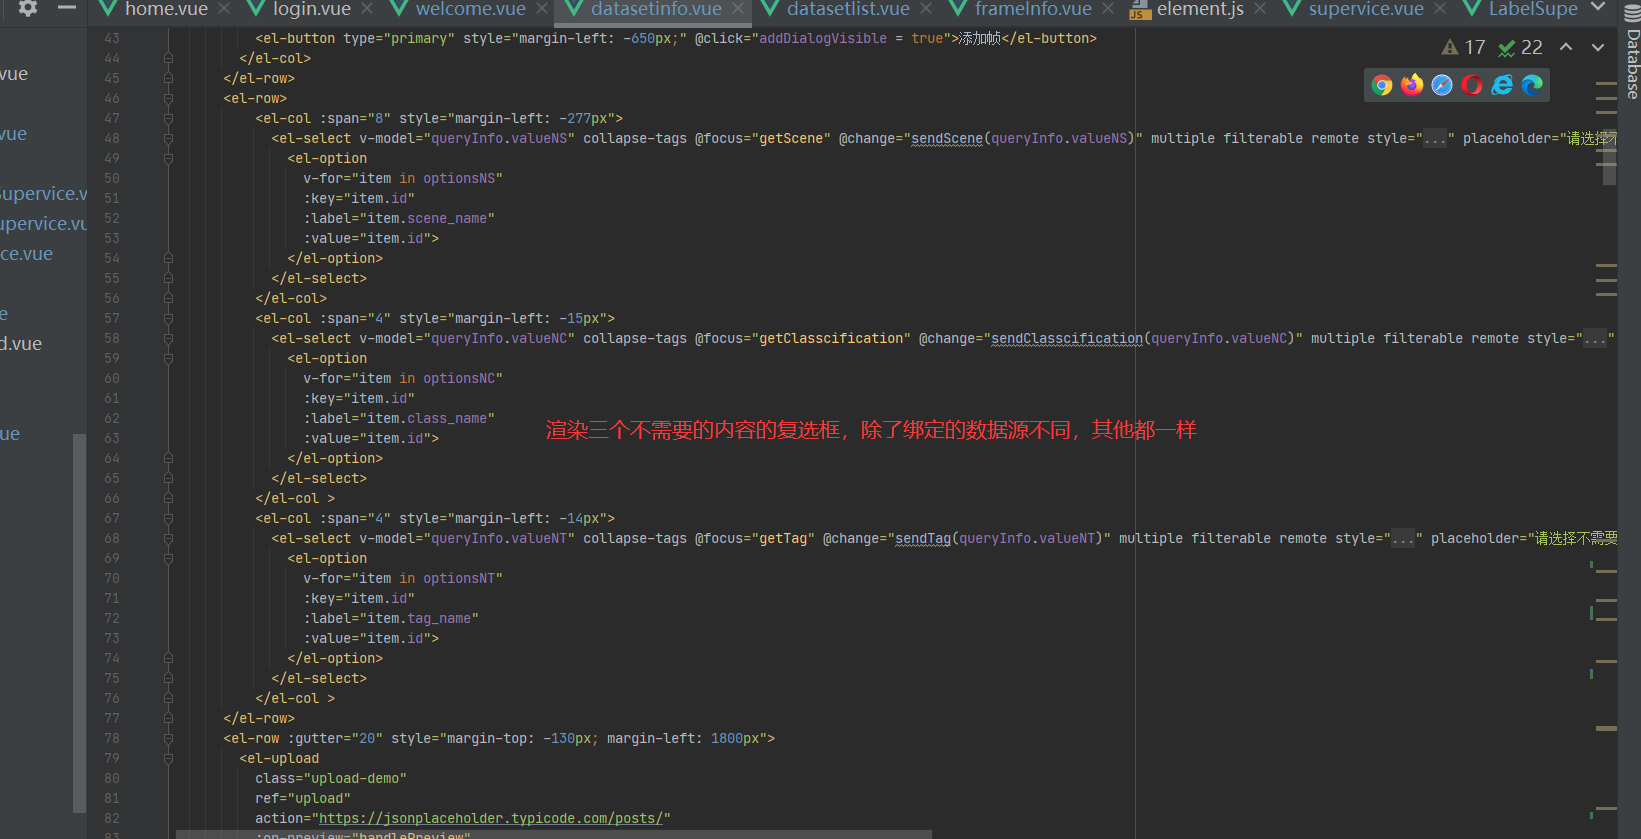 home.vue
login.vue
welcome.vue
datasetinfo.vue
datasetlist.vue
frameInfo.vue
element.js
supervice.vue
LabelSupe
Database
17 22
vue
vue
Supervice.v
upervice.vu
ce.vue
e
d.vue
ue
43 <el-button type="primary" style="margin-left: -650px;" @click="addDialogVisible = true">添加帧</el-button>
44 </el-col>
45 </el-row>
46 <el-row>
47 <el-col :span="8" style="margin-left: -277px">
48 <el-select v-model="queryInfo.valueNS" collapse-tags @focus="getScene" @change="sendScene(queryInfo.valueNS)" multiple filterable remote style="..." placeholder="请选择不
49 <el-option
50 v-for="item in optionsNS"
51 :key="item.id"
52 :label="item.scene_name"
53 :value="item.id">
54 </el-option>
55 </el-select>
56 </el-col>
57 <el-col :span="4" style="margin-left: -15px">
58 <el-select v-model="queryInfo.valueNC" collapse-tags @focus="getClasscification" @change="sendClasscification(queryInfo.valueNC)" multiple filterable remote style="..."
59 <el-option
60 v-for="item in optionsNC"
61 :key="item.id"
62 :label="item.class_name"
渲染三个不需要的内容的复选框，除了绑定的数据源不同，其他都一样
63 :value="item.id">
64 </el-option>
65 </el-select>
66 </el-col >
67 <el-col :span="4" style="margin-left: -14px">
68 <el-select v-model="queryInfo.valueNT" collapse-tags @focus="getTag" @change="sendTag(queryInfo.valueNT)" multiple filterable remote style="..." placeholder="请选择不需要
69 <el-option
70 v-for="item in optionsNT"
71 :key="item.id"
72 :label="item.tag_name"
73 :value="item.id">
74 </el-option>
75 </el-select>
76 </el-col >
77 </el-row>
78 <el-row :gutter="20" style="margin-top: -130px; margin-left: 1800px">
79 <el-upload
80 class="upload-demo"
81 ref="upload"
82 action="https://jsonplaceholder.typicode.com/posts/"
83 :on-preview="handlePreview"